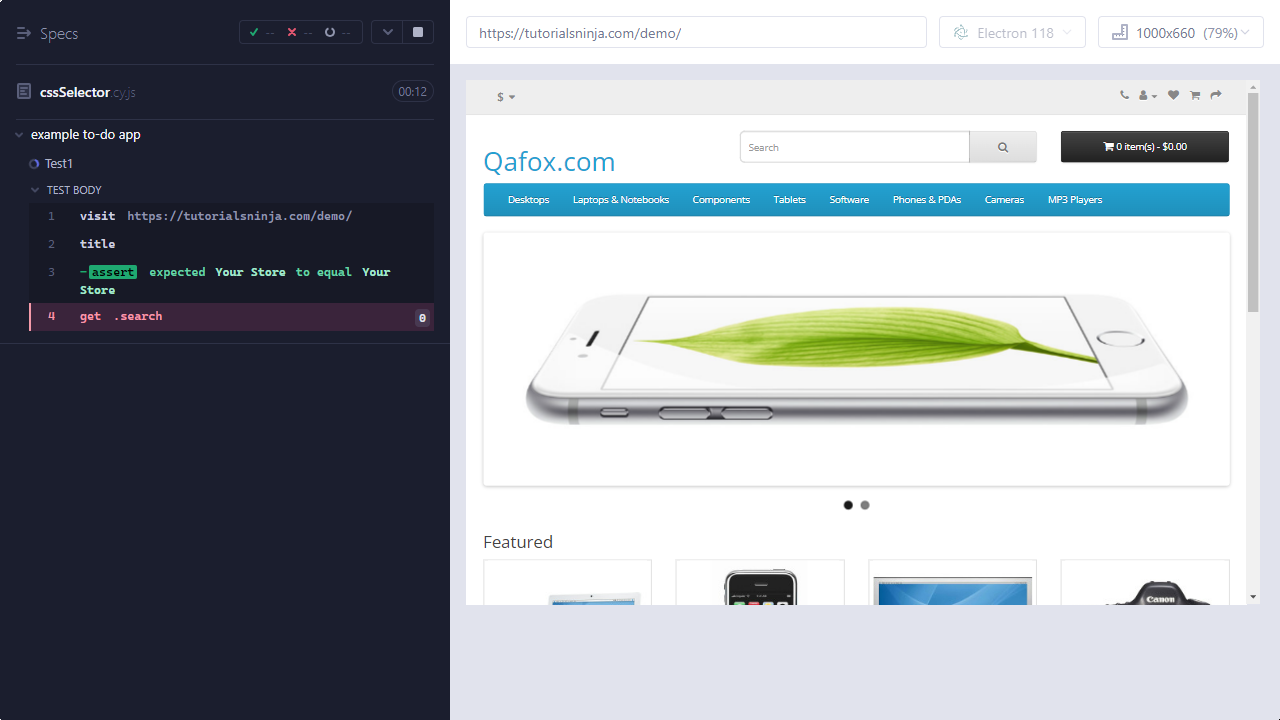 Specs
-- -- --
cssSelector.cy.js 00:12
example to-do app
Test1
TEST BODY
1 visit https://tutorialsninja.com/demo/
2 title
3 -assert expected Your Store to equal Your
Store
4 get .search 0
https://tutorialsninja.com/demo/ Electron 118 1000x660 (79%)
$
Qafox.com
Search
0 item(s) - $0.00
Desktops Laptops & Notebooks Components Tablets Software Phones & PDAs Cameras MP3 Players
Featured
Canon